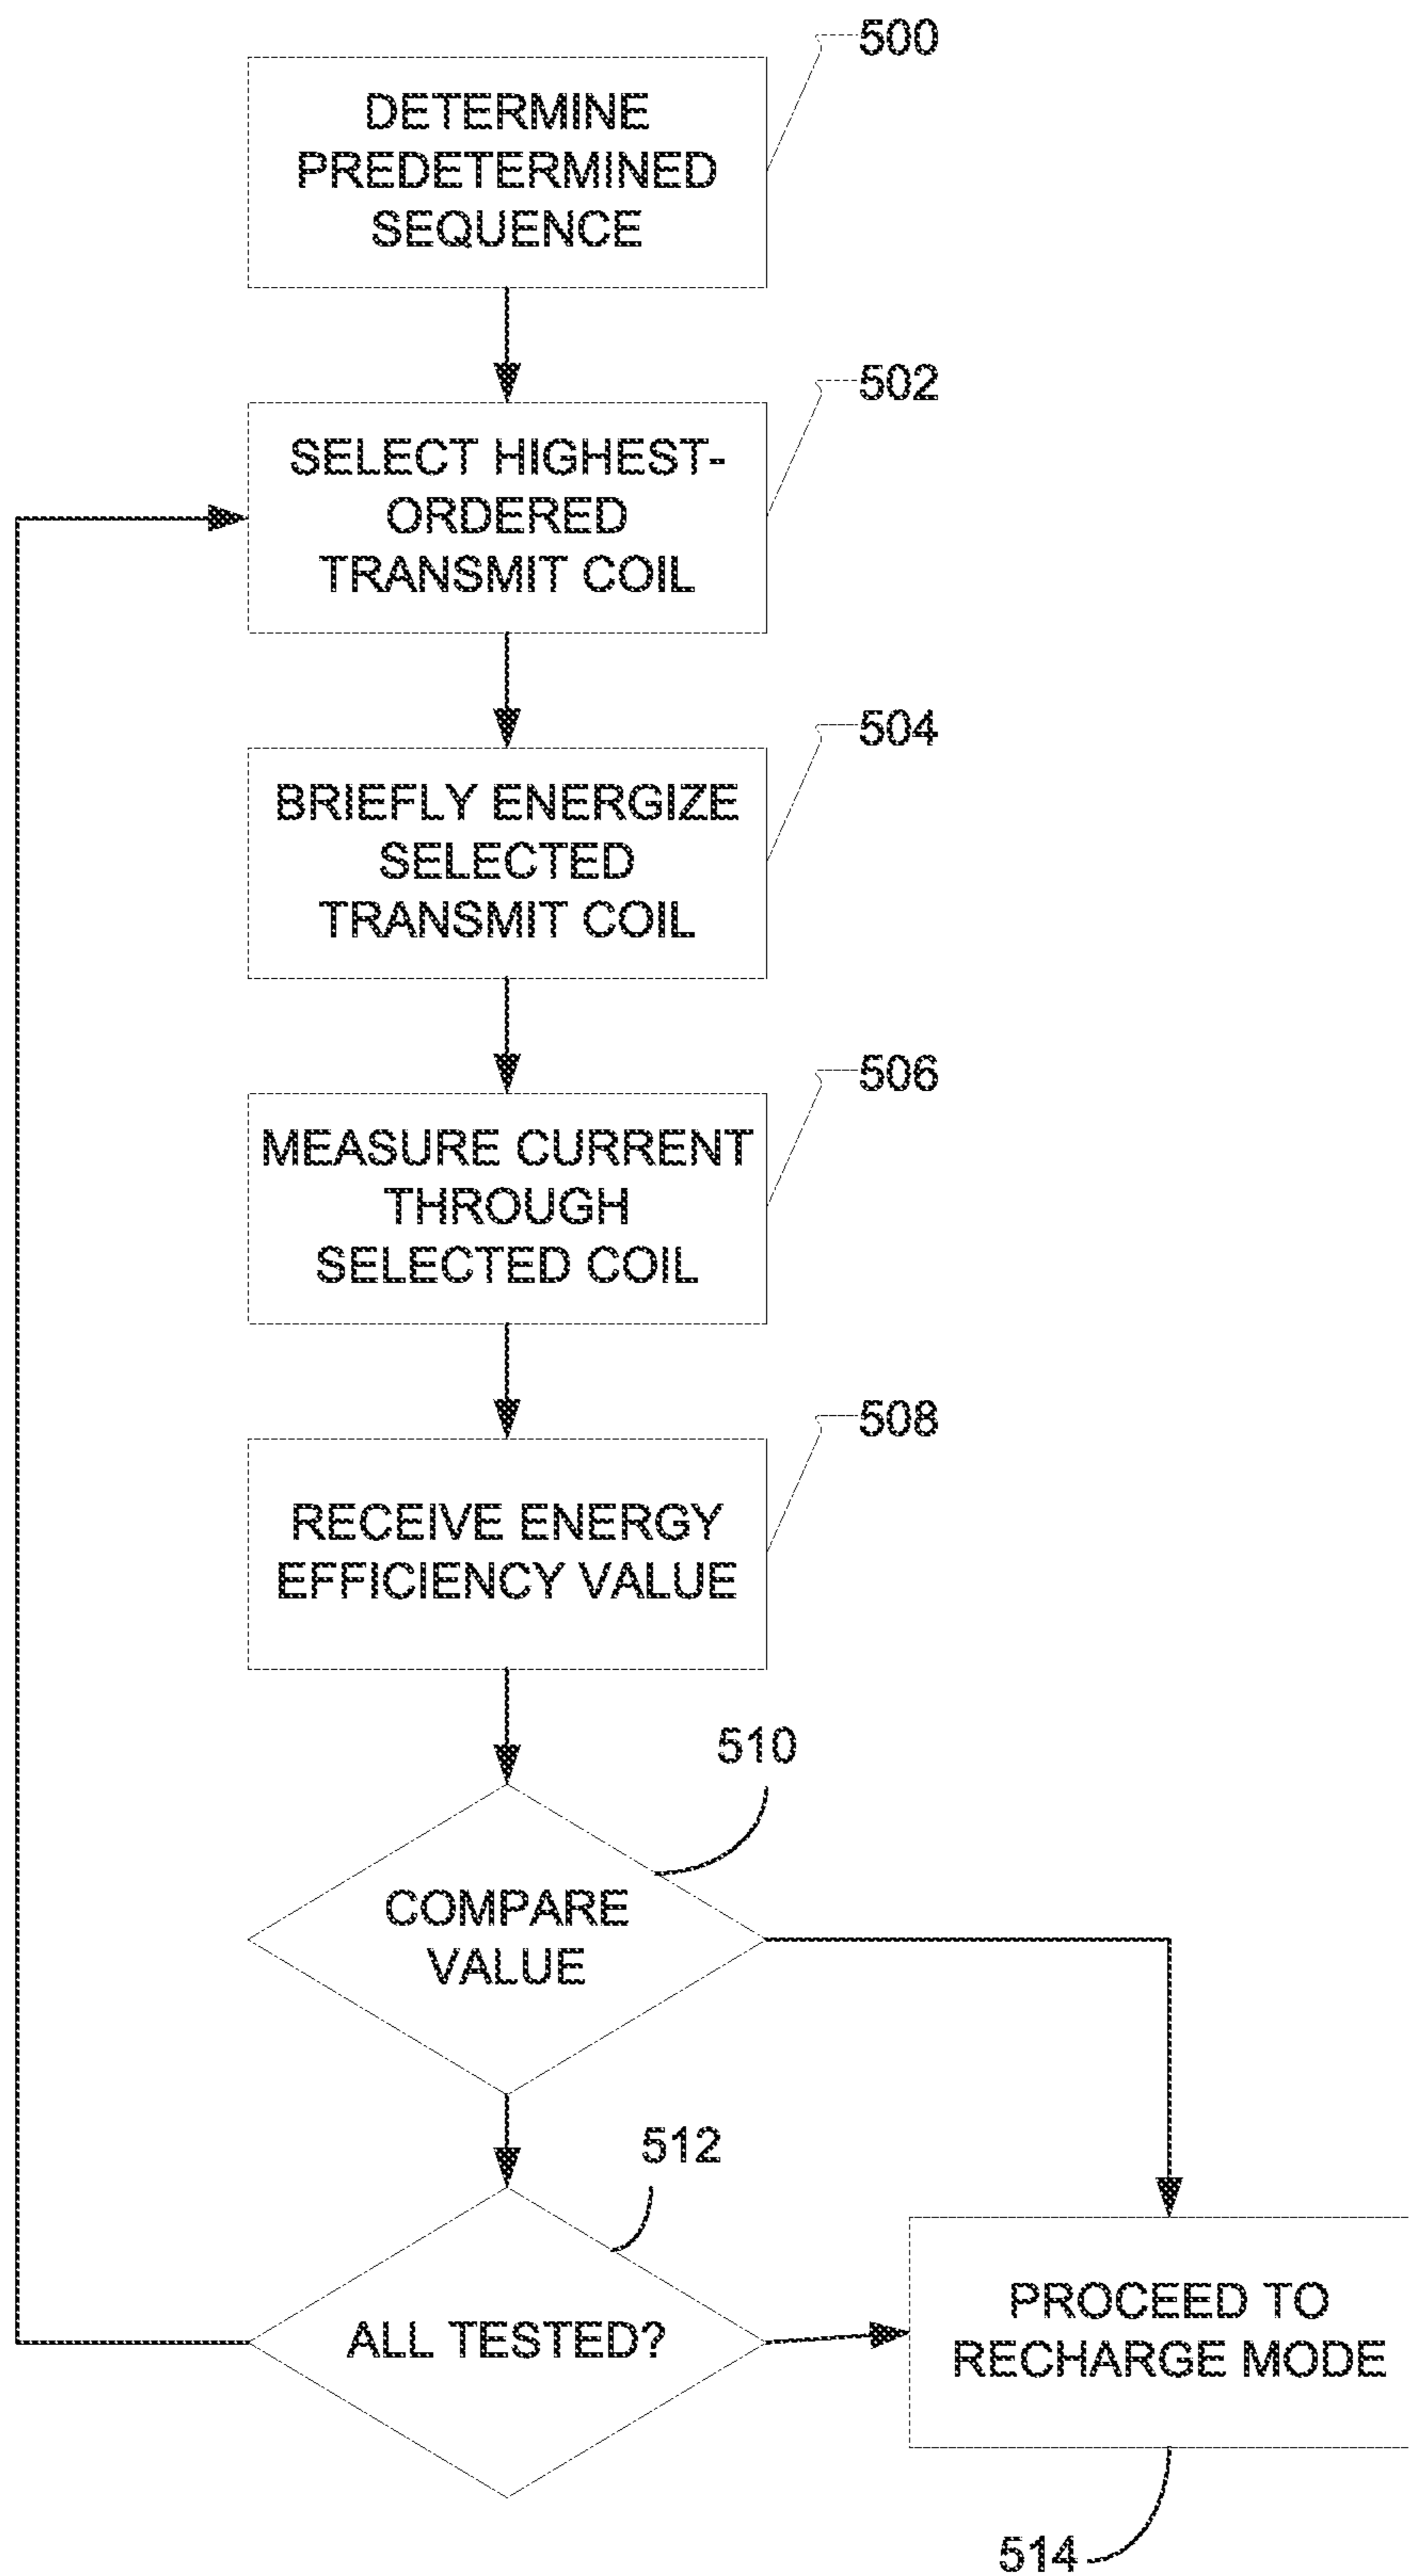 500
DETERMINE
PREDETERMINED
SEQUENCE
502
SELECT HIGHEST-
ORDERED
TRANSMIT COIL
504
BRIEFLY ENERGIZE
SELECTED
TRANSMIT COIL
506
MEASURE CURRENT
THROUGH
SELECTED COIL
508
RECEIVE ENERGY
EFFICIENCY VALUE
510
COMPARE
VALUE
512
ALL TESTED?
PROCEED TO
RECHARGE MODE
514